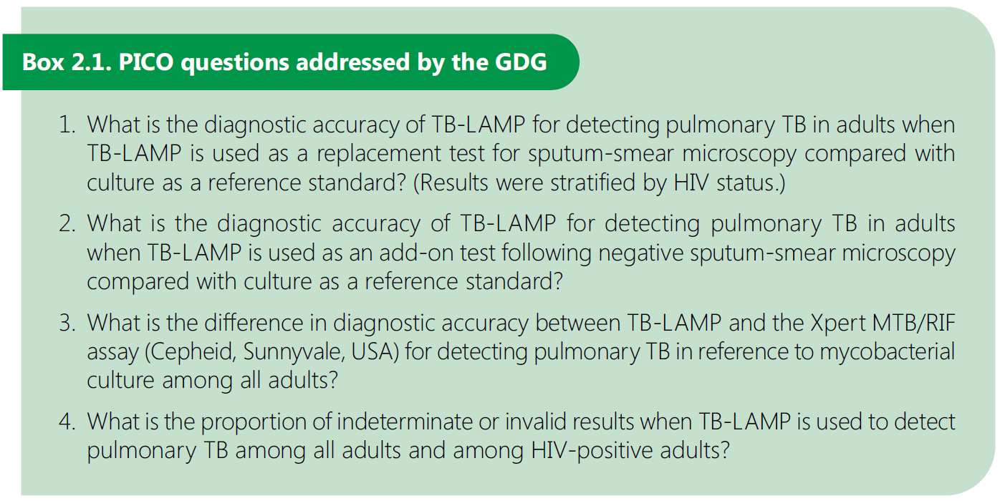 Box 2.1. PICO questions addressed by the GDG
1. What is the diagnostic accuracy of TB-LAMP for detecting pulmonary TB in adults when
TB-LAMP is used as a replacement test for sputum-smear microscopy compared with
culture as a reference standard? (Results were stratified by HIV status.)
2. What is the diagnostic accuracy of TB-LAMP for detecting pulmonary TB in adults
when TB-LAMP is used as an add-on test following negative sputum-smear microscopy
compared with culture as a reference standard?
3. What is the difference in diagnostic accuracy between TB-LAMP and the Xpert MTB/RIF
assay (Cepheid, Sunnyvale, USA) for detecting pulmonary TB in reference to mycobacterial
culture among all adults?
4. What is the proportion of indeterminate or invalid results when TB-LAMP is used to detect
pulmonary TB among all adults and among HIV-positive adults?